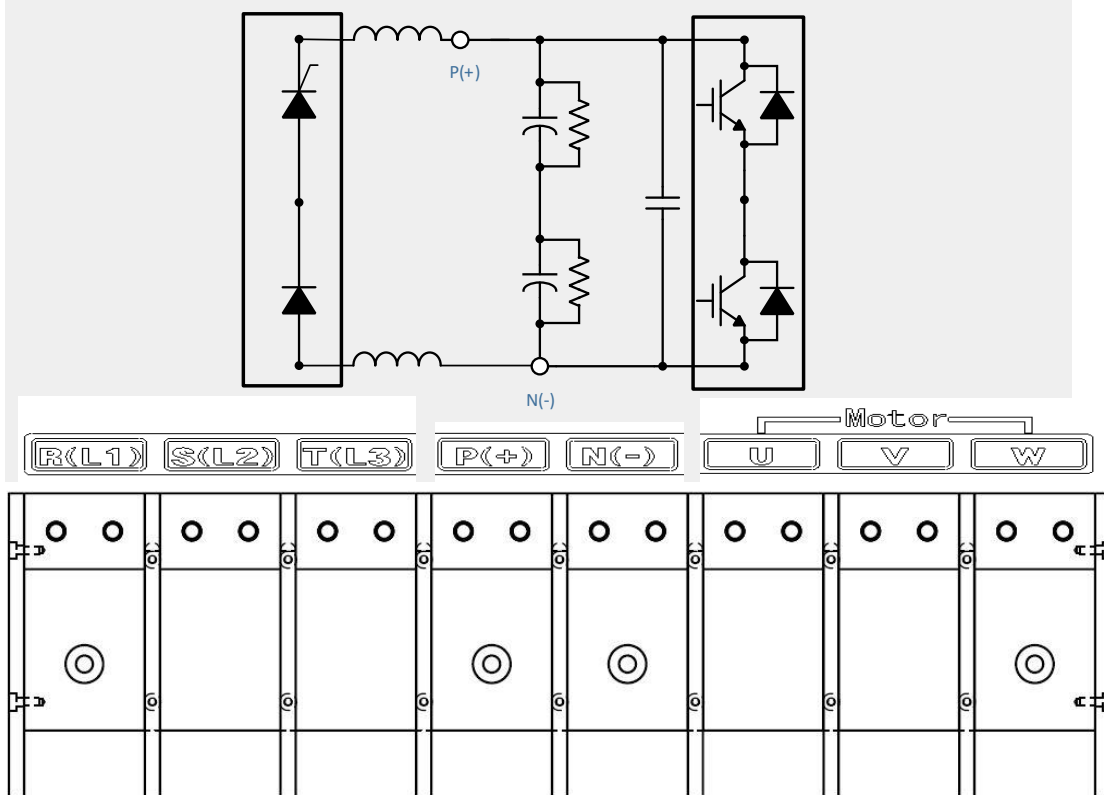 P(+)
N(-)
Motor
R(L1) S(L2) T(L3) P(+) N(-) U V W